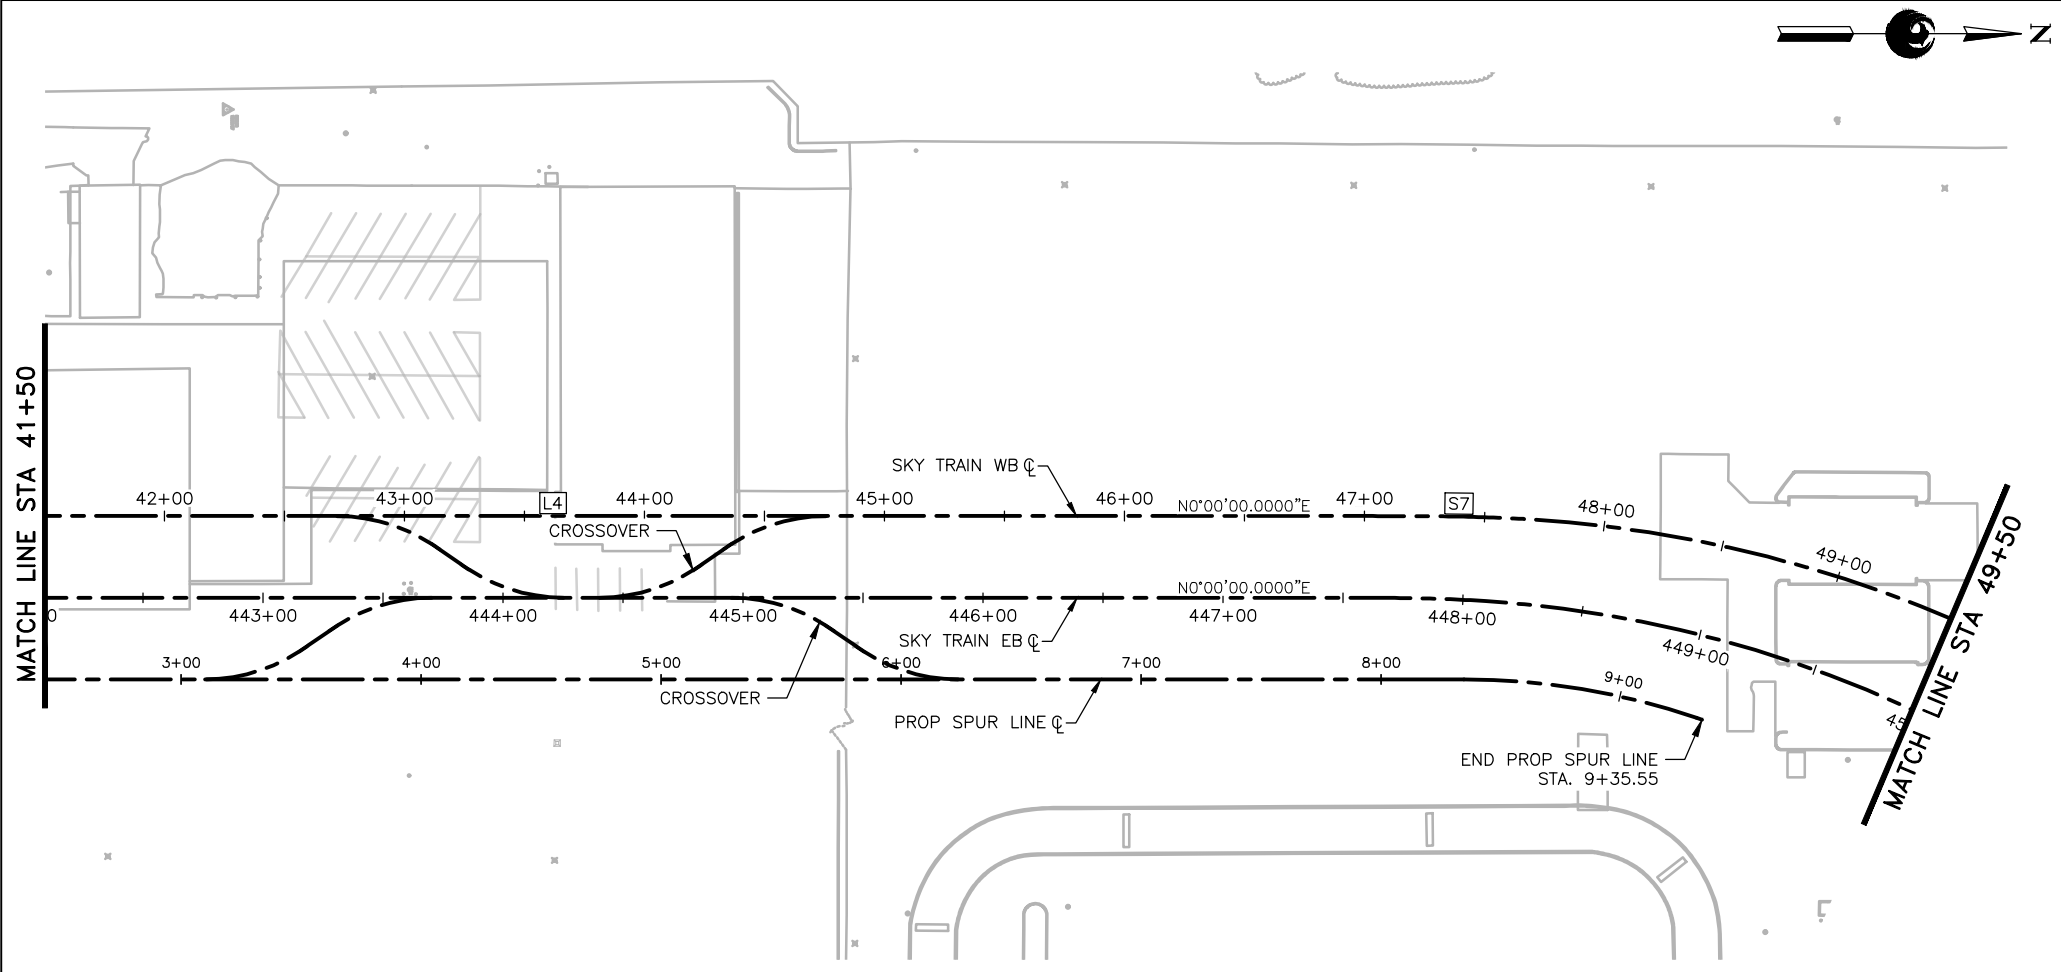 N
MATCH LINE STA 41+50
SKY TRAIN WB ℄
42+00
43+00
L4
44+00
45+00
46+00
N0°00'00.0000"E
47+00
S7
48+00
49+00
CROSSOVER
N0°00'00.0000"E
0
443+00
444+00
445+00
446+00
447+00
448+00
449+00
45
SKY TRAIN EB ℄
3+00
4+00
5+00
6+00
7+00
8+00
9+00
CROSSOVER
PROP SPUR LINE ℄
END PROP SPUR LINE
STA. 9+35.55
MATCH LINE STA 49+50